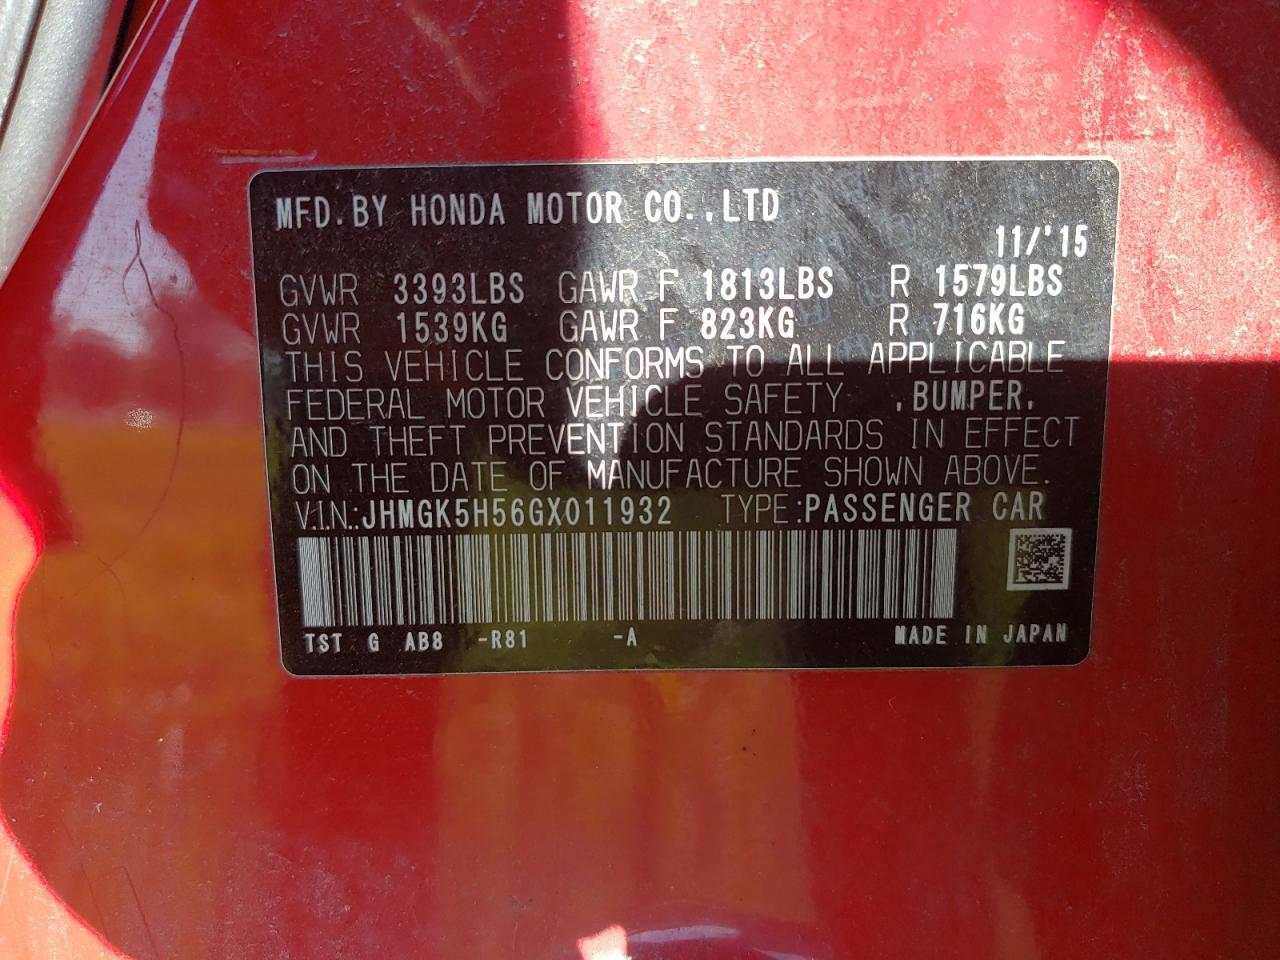 MFD.BY HONDA MOTOR CO.,LTD
11/'15
GVWR 3393LBS GAWR F 1813LBS R 1579LBS
GVWR 1539KG GAWR F 823KG R 716KG
THIS VEHICLE CONFORMS TO ALL APPLICABLE
FEDERAL MOTOR VEHICLE SAFETY ,BUMPER,
AND THEFT PREVENTION STANDARDS IN EFFECT
ON THE DATE OF MANUFACTURE SHOWN ABOVE.
V.I.N.:JHMGK5H56GX011932 TYPE:PASSENGER CAR
TST G AB8 -R81 -A MADE IN JAPAN